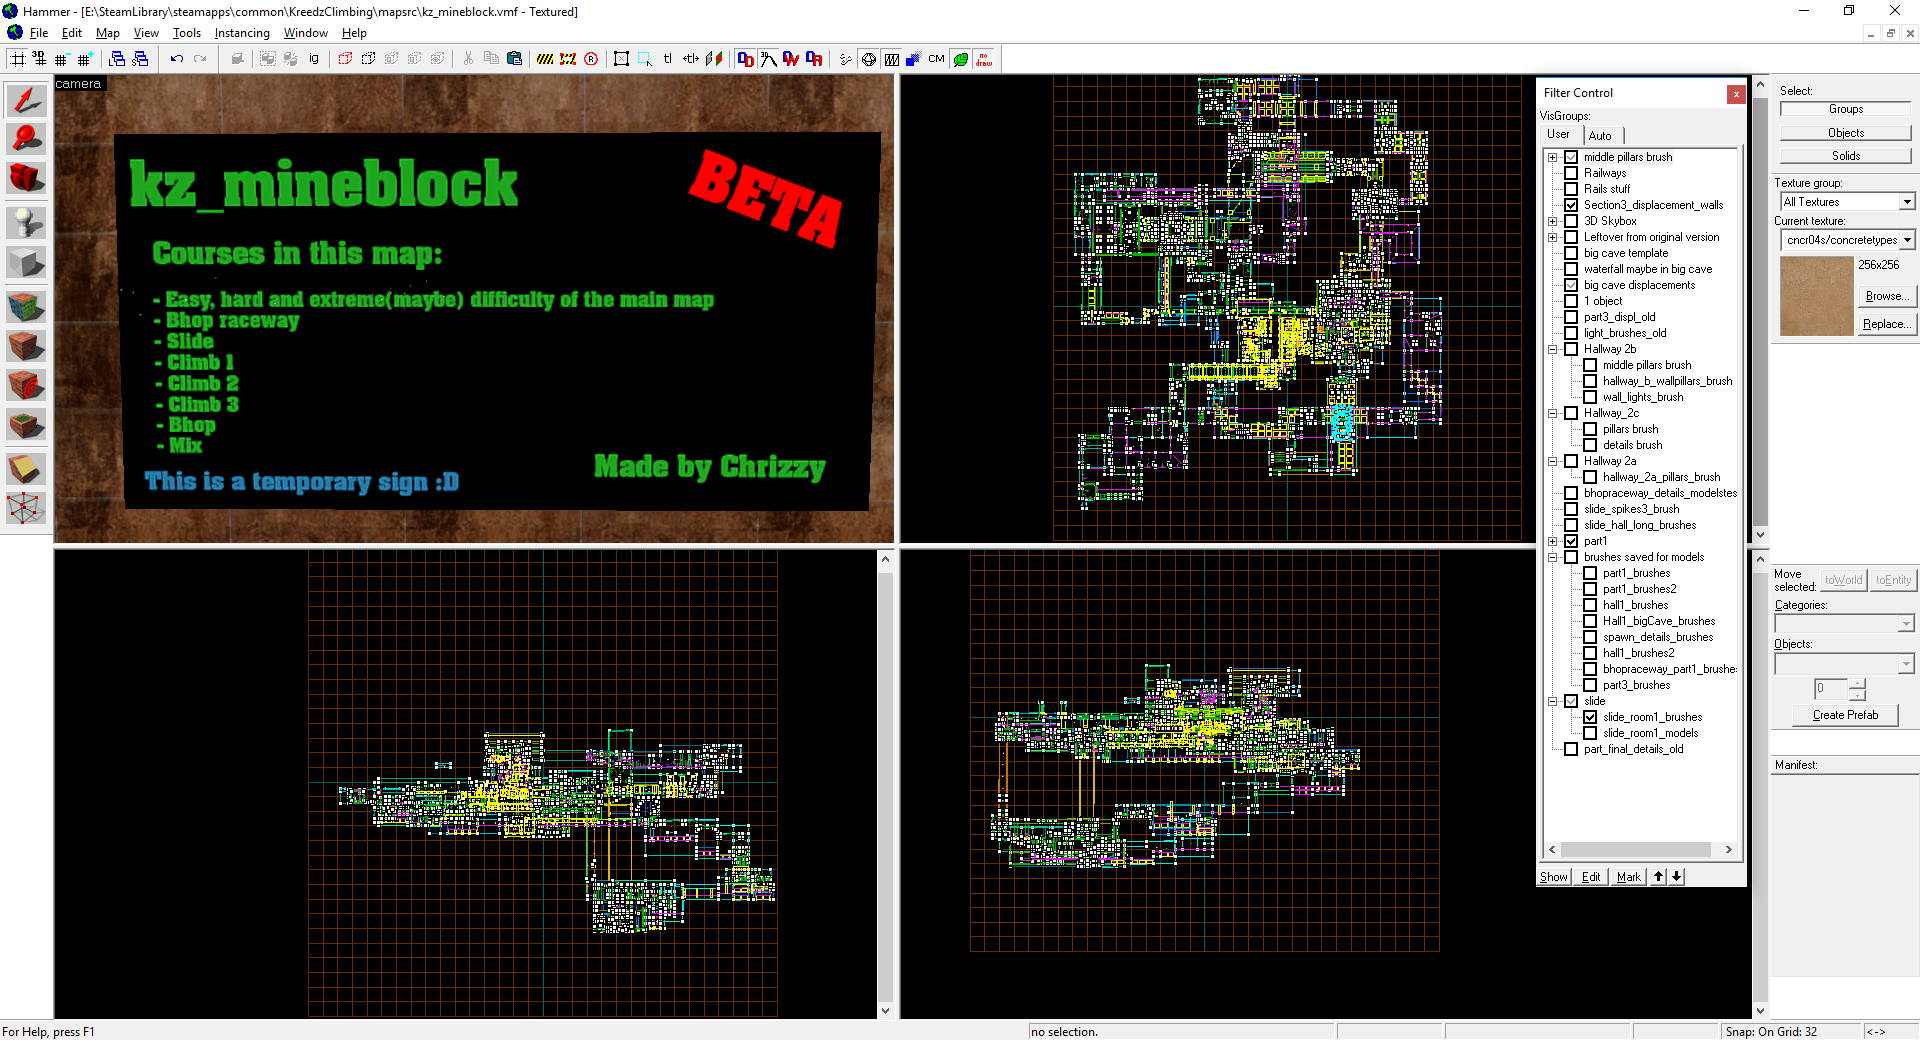 Hammer - [E:\SteamLibrary\steamapps\common\KreedzClimbing\mapsrc\kz_mineblock.vmf - Textured]
File Edit Map View Tools Instancing Window Help
3D ig tl <tl> CM no draw
camera
kz_mineblock
BETA
Courses in this map:
- Easy, hard and extreme(maybe) difficulty of the main map
- Bhop raceway
- Slide
- Climb 1
- Climb 2
- Climb 3
- Bhop
- Mix
This is a temporary sign :D
Made by Chrizzy
Filter Control
VisGroups:
User Auto
middle pillars brush
Railways
Rails stuff
Section3_displacement_walls
3D Skybox
Leftover from original version
big cave template
waterfall maybe in big cave
big cave displacements
1 object
part3_displ_old
light_brushes_old
Hallway 2b
middle pillars brush
hallway_b_wallpillars_brush
wall_lights_brush
Hallway_2c
pillars brush
details brush
Hallway 2a
hallway_2a_pillars_brush
bhopraceway_details_modelstes
slide_spikes3_brush
slide_hall_long_brushes
part1
brushes saved for models
part1_brushes
part1_brushes2
hall1_brushes
Hall1_bigCave_brushes
spawn_details_brushes
hall1_brushes2
bhopraceway_part1_brushe
part3_brushes
slide
slide_room1_brushes
slide_room1_models
part_final_details_old
Show Edit Mark
Select:
Groups
Objects
Solids
Texture group:
All Textures
Current texture:
cncr04s/concretetypes
256x256
Browse...
Replace...
Move selected: toWorld toEntity
Categories:
Objects:
0
Create Prefab
Manifest:
For Help, press F1
no selection.
Snap: On Grid: 32
<->